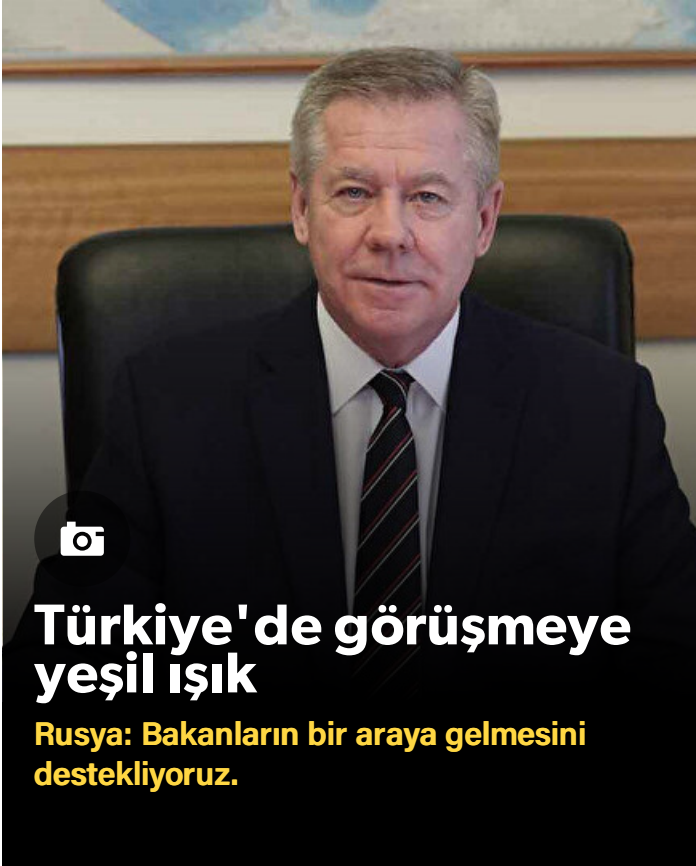 Türkiye'de görüşmeye
yeşil ışık
Rusya: Bakanların bir araya gelmesini
destekliyoruz.